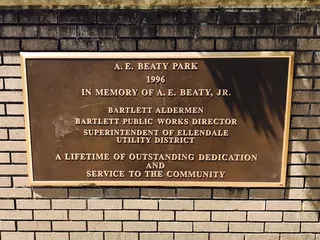 A. E. BEATY PARK
1996
IN MEMORY OF A. E. BEATY, JR.
BARTLETT ALDERMEN
BARTLETT PUBLIC WORKS DIRECTOR
SUPERINTENDENT OF ELLENDALE
UTILITY DISTRICT
A LIFETIME OF OUTSTANDING DEDICATION
AND
SERVICE TO THE COMMUNITY